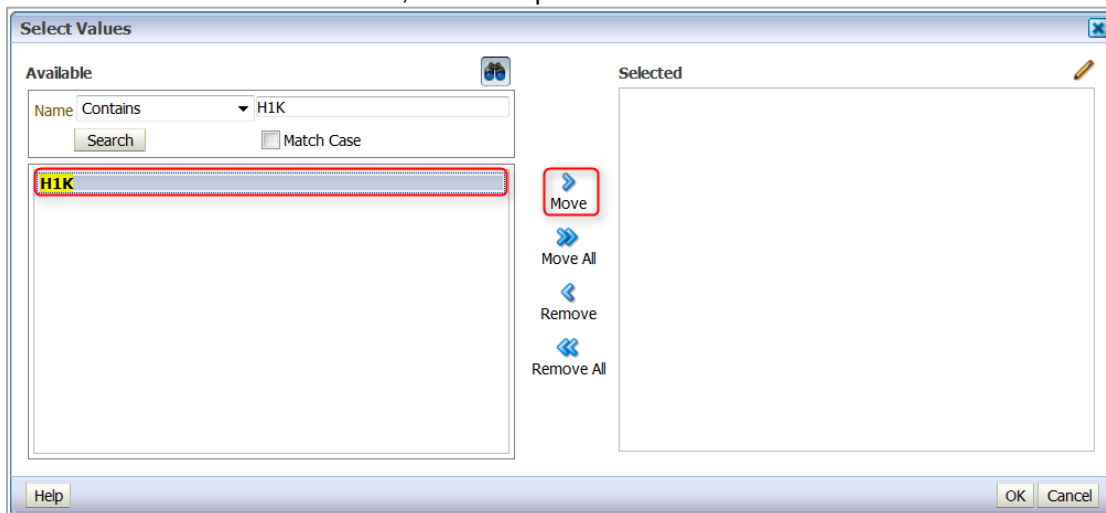 Select Values
Available
Selected
Name Contains H1K
Search Match Case
H1K
Move
Move All
Remove
Remove All
Help OK Cancel